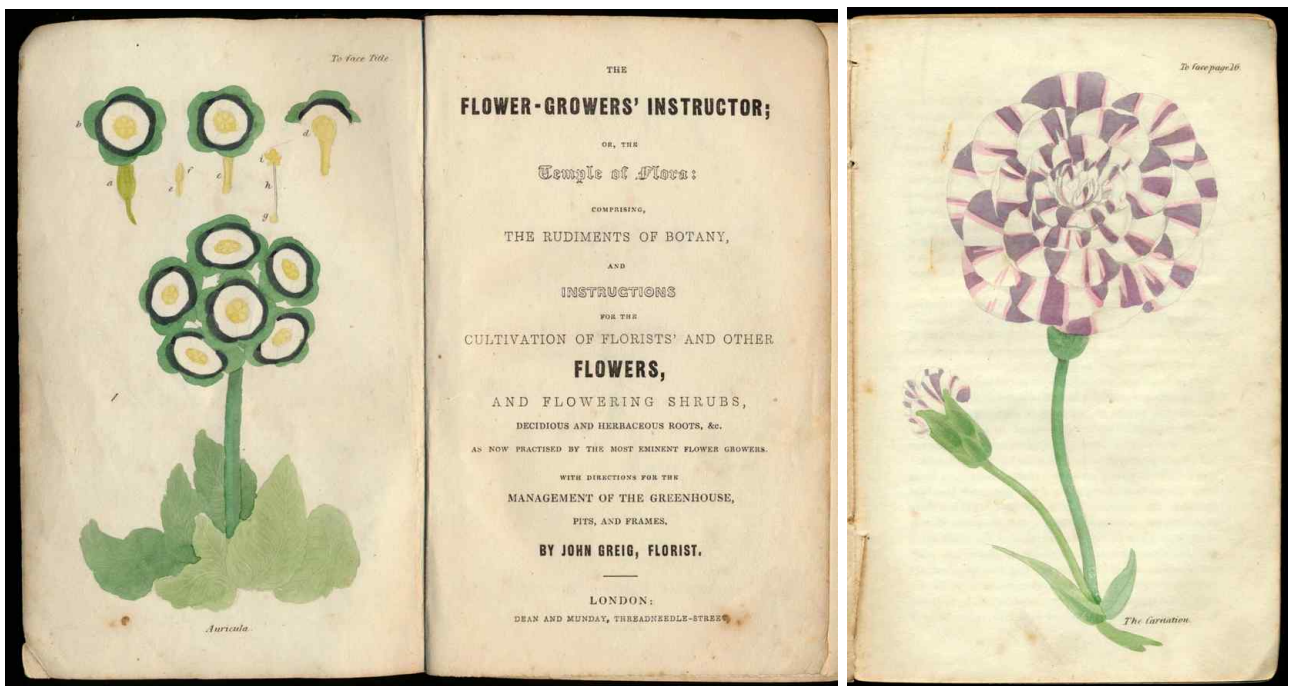 To face Title
b
d
i
f
a
e
c
h
g
Auricula.
THE
FLOWER-GROWERS' INSTRUCTOR;
OR, THE
Temple of Flora:
COMPRISING,
THE RUDIMENTS OF BOTANY,
AND
INSTRUCTIONS
FOR THE
CULTIVATION OF FLORISTS' AND OTHER
FLOWERS,
AND FLOWERING SHRUBS,
DECIDIOUS AND HERBACEOUS ROOTS, &c.
AS NOW PRACTISED BY THE MOST EMINENT FLOWER GROWERS.
WITH DIRECTIONS FOR THE
MANAGEMENT OF THE GREENHOUSE,
PITS, AND FRAMES.
BY JOHN GREIG, FLORIST.
LONDON:
DEAN AND MUNDAY, THREADNEEDLE-STREET.
To face page 16.
The Carnation.